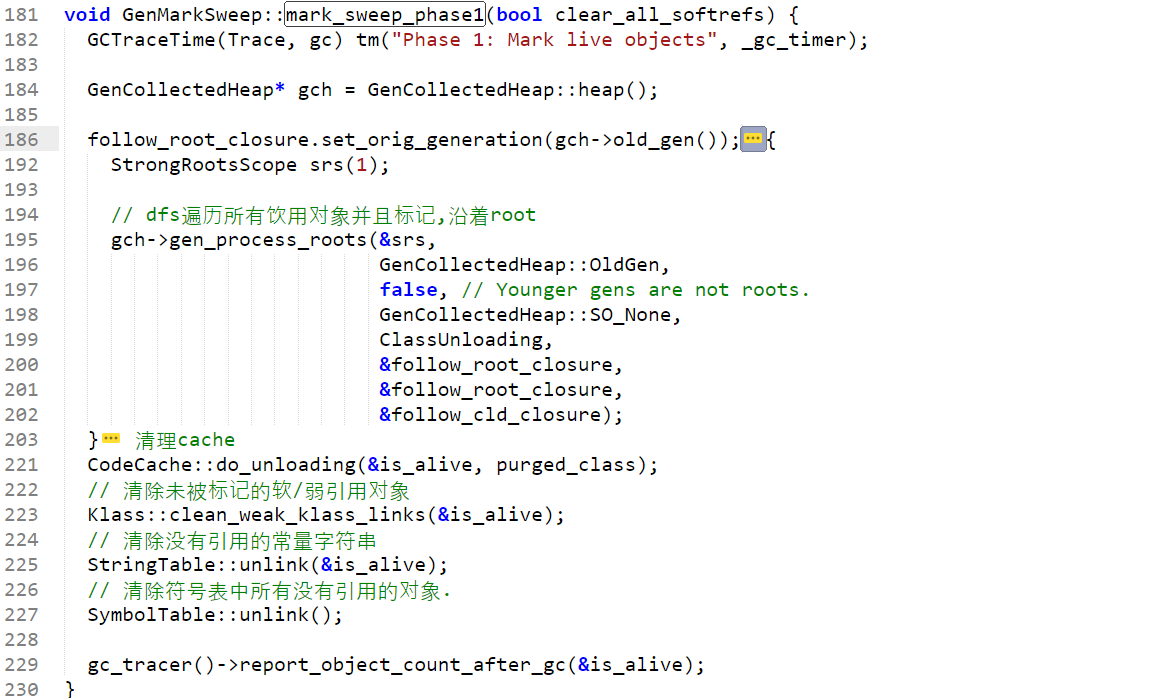 181 void GenMarkSweep::mark_sweep_phase1(bool clear_all_softrefs) {
182   GCTraceTime(Trace, gc) tm("Phase 1: Mark live objects", _gc_timer);
183
184   GenCollectedHeap* gch = GenCollectedHeap::heap();
185
186   follow_root_closure.set_orig_generation(gch->old_gen());…{
192     StrongRootsScope srs(1);
193
194     // dfs遍历所有饮用对象并且标记,沿着root
195     gch->gen_process_roots(&srs,
196                            GenCollectedHeap::OldGen,
197                            false, // Younger gens are not roots.
198                            GenCollectedHeap::SO_None,
199                            ClassUnloading,
200                            &follow_root_closure,
201                            &follow_root_closure,
202                            &follow_cld_closure);
203   }… 清理cache
221   CodeCache::do_unloading(&is_alive, purged_class);
222   // 清除未被标记的软/弱引用对象
223   Klass::clean_weak_klass_links(&is_alive);
224   // 清除没有引用的常量字符串
225   StringTable::unlink(&is_alive);
226   // 清除符号表中所有没有引用的对象.
227   SymbolTable::unlink();
228
229   gc_tracer()->report_object_count_after_gc(&is_alive);
230 }